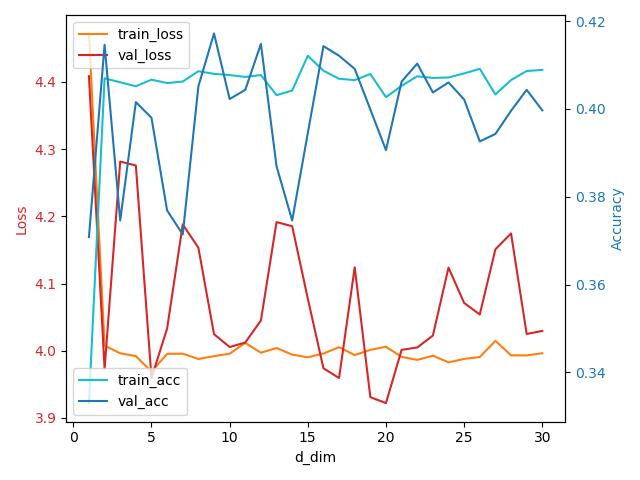 train_loss
val_loss
train_acc
val_acc
Loss
4.4
4.3
4.2
4.1
4.0
3.9
0.42
0.40
0.38
0.36
0.34
Accuracy
0 5 10 15 20 25 30
d_dim